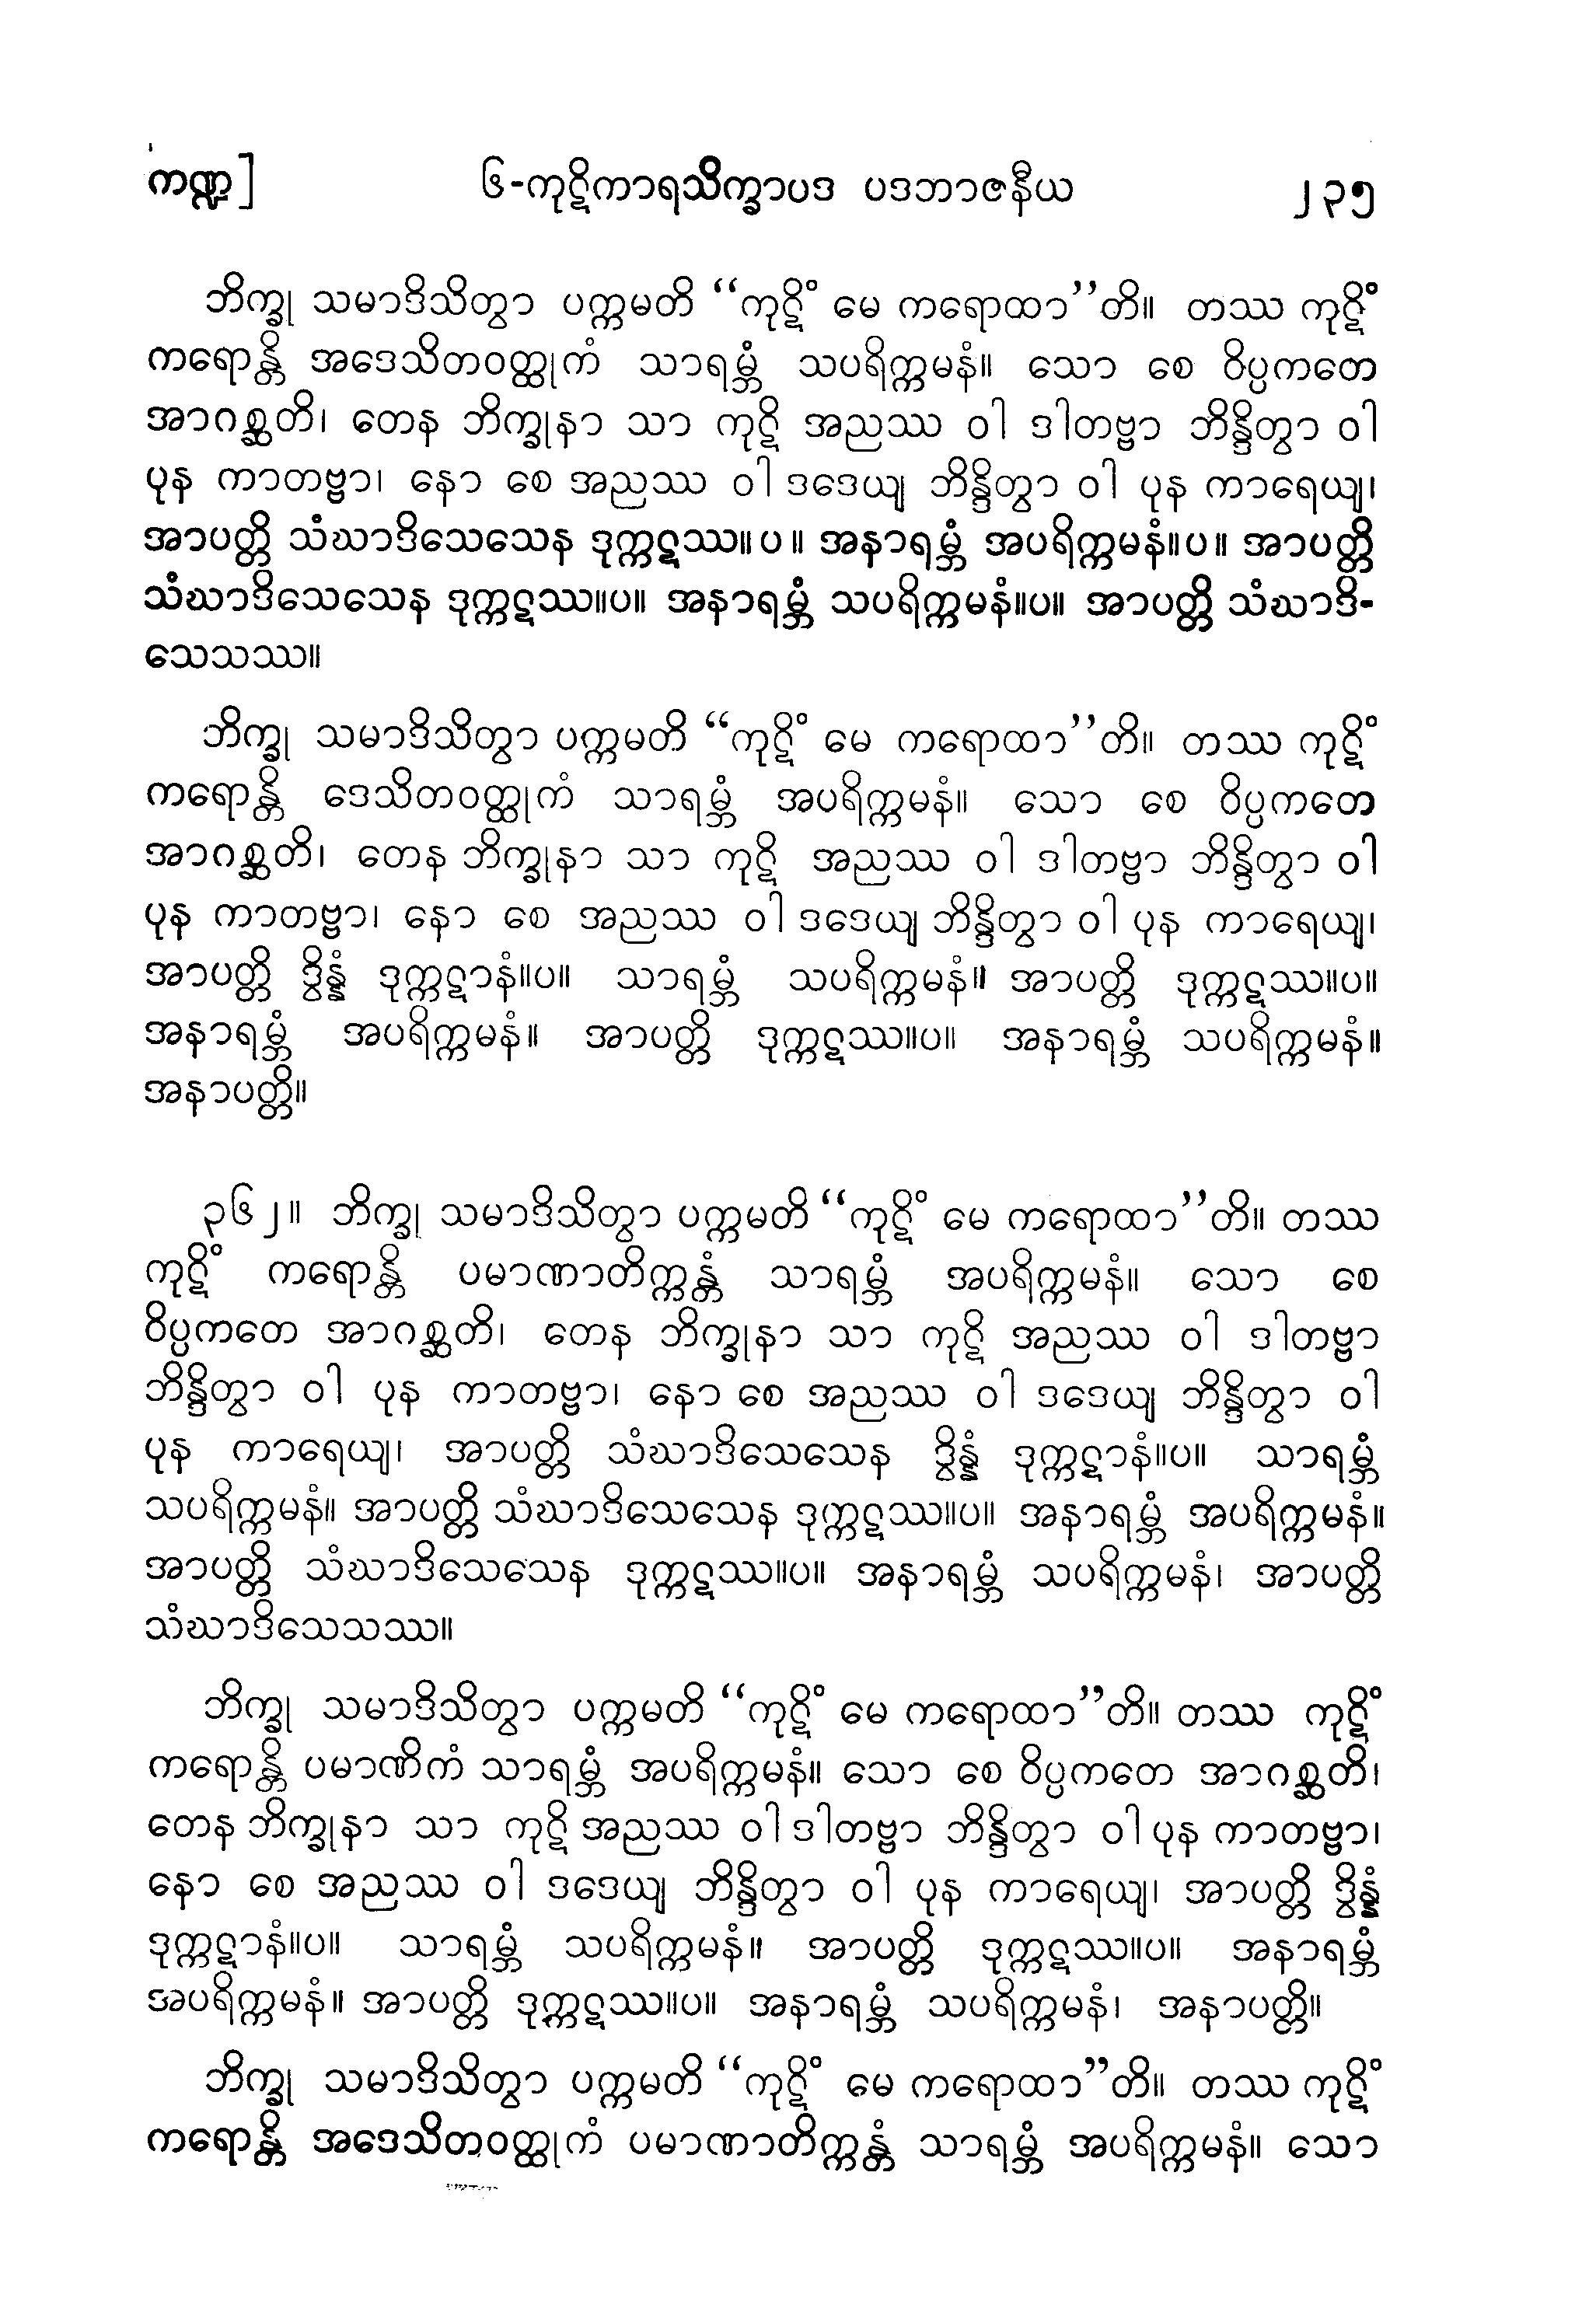 ကဏ္ဍ] ၆-ကုဋိကာရသိက္ခာပဒ ပဒဘာဇနီယ ၂၃၅
ဘိက္ခု သမာဒိသိတွာ ပက္ကမတိ “ကုဋိံ မေ ကရောထာ”တိ။ တဿ ကုဋိံ
ကရောန္တိ အဒေသိတဝတ္ထုကံ သာရမ္ဘံ သပရိက္ကမနံ။ သော စေ ဝိပ္ပကတေ
အာဂစ္ဆတိ၊ တေန ဘိက္ခုနာ သာ ကုဋိ အညဿ ဝါ ဒါတဗ္ဗာ ဘိန္ဒိတွာ ဝါ
ပုန ကာတဗ္ဗာ၊ နော စေ အညဿ ဝါ ဒဒေယျ ဘိန္ဒိတွာ ဝါ ပုန ကာရေယျ၊
အာပတ္တိ သံဃာဒိသေသေန ဒုက္ကဋဿ။ပ။ အနာရမ္ဘံ အပရိက္ကမနံ။ပ။ အာပတ္တိ
သံဃာဒိသေသေန ဒုက္ကဋဿ။ပ။ အနာရမ္ဘံ သပရိက္ကမနံ။ပ။ အာပတ္တိ သံဃာဒိ-
သေသဿ။
ဘိက္ခု သမာဒိသိတွာ ပက္ကမတိ “ကုဋိံ မေ ကရောထာ”တိ။ တဿ ကုဋိံ
ကရောန္တိ ဒေသိတဝတ္ထုကံ သာရမ္ဘံ အပရိက္ကမနံ။ သော စေ ဝိပ္ပကတေ
အာဂစ္ဆတိ၊ တေန ဘိက္ခုနာ သာ ကုဋိ အညဿ ဝါ ဒါတဗ္ဗာ ဘိန္ဒိတွာ ဝါ
ပုန ကာတဗ္ဗာ၊ နော စေ အညဿ ဝါ ဒဒေယျ ဘိန္ဒိတွာ ဝါ ပုန ကာရေယျ၊
အာပတ္တိ ဒွိန္နံ ဒုက္ကဋာနံ။ပ။ သာရမ္ဘံ သပရိက္ကမနံ။ အာပတ္တိ ဒုက္ကဋဿ။ပ။
အနာရမ္ဘံ အပရိက္ကမနံ။ အာပတ္တိ ဒုက္ကဋဿ။ပ။ အနာရမ္ဘံ သပရိက္ကမနံ။
အနာပတ္တိ။
၃၆၂။ ဘိက္ခု သမာဒိသိတွာ ပက္ကမတိ “ကုဋိံ မေ ကရောထာ”တိ။ တဿ
ကုဋိံ ကရောန္တိ ပမာဏာတိက္ကန္တံ သာရမ္ဘံ အပရိက္ကမနံ။ သော စေ
ဝိပ္ပကတေ အာဂစ္ဆတိ၊ တေန ဘိက္ခုနာ သာ ကုဋိ အညဿ ဝါ ဒါတဗ္ဗာ
ဘိန္ဒိတွာ ဝါ ပုန ကာတဗ္ဗာ၊ နော စေ အညဿ ဝါ ဒဒေယျ ဘိန္ဒိတွာ ဝါ
ပုန ကာရေယျ၊ အာပတ္တိ သံဃာဒိသေသေန ဒွိန္နံ ဒုက္ကဋာနံ။ပ။ သာရမ္ဘံ
သပရိက္ကမနံ။ အာပတ္တိ သံဃာဒိသေသေန ဒုက္ကဋဿ။ပ။ အနာရမ္ဘံ အပရိက္ကမနံ။
အာပတ္တိ သံဃာဒိသေသေန ဒုက္ကဋဿ။ပ။ အနာရမ္ဘံ သပရိက္ကမနံ၊ အာပတ္တိ
သံဃာဒိသေသဿ။
ဘိက္ခု သမာဒိသိတွာ ပက္ကမတိ “ကုဋိံ မေ ကရောထာ”တိ။ တဿ ကုဋိံ
ကရောန္တိ ပမာဏိကံ သာရမ္ဘံ အပရိက္ကမနံ။ သော စေ ဝိပ္ပကတေ အာဂစ္ဆတိ၊
တေန ဘိက္ခုနာ သာ ကုဋိ အညဿ ဝါ ဒါတဗ္ဗာ ဘိန္ဒိတွာ ဝါ ပုန ကာတဗ္ဗာ၊
နော စေ အညဿ ဝါ ဒဒေယျ ဘိန္ဒိတွာ ဝါ ပုန ကာရေယျ၊ အာပတ္တိ ဒွိန္နံ
ဒုက္ကဋာနံ။ပ။ သာရမ္ဘံ သပရိက္ကမနံ။ အာပတ္တိ ဒုက္ကဋဿ။ပ။ အနာရမ္ဘံ
အပရိက္ကမနံ။ အာပတ္တိ ဒုက္ကဋဿ။ပ။ အနာရမ္ဘံ သပရိက္ကမနံ၊ အနာပတ္တိ။
ဘိက္ခု သမာဒိသိတွာ ပက္ကမတိ “ကုဋိံ မေ ကရောထာ”တိ။ တဿ ကုဋိံ
ကရောန္တိ အဒေသိတဝတ္ထုကံ ပမာဏာတိက္ကန္တံ သာရမ္ဘံ အပရိက္ကမနံ။ သော